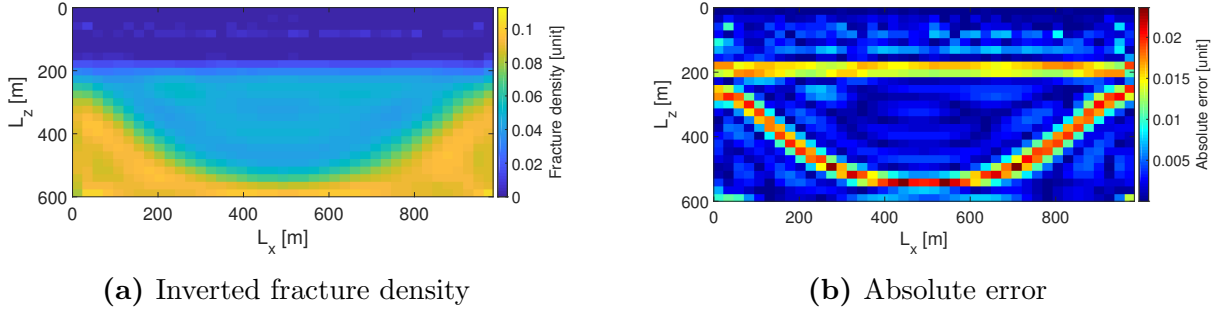 0
200
400
600
L_z [m]
0 200 400 600 800
L_x [m]
0.1
0.08
0.06
0.04
0.02
0
Fracture density [unit]
(a) Inverted fracture density
0
200
400
600
L_z [m]
0 200 400 600 800
L_x [m]
0.02
0.015
0.01
0.005
Absolute error [unit]
(b) Absolute error